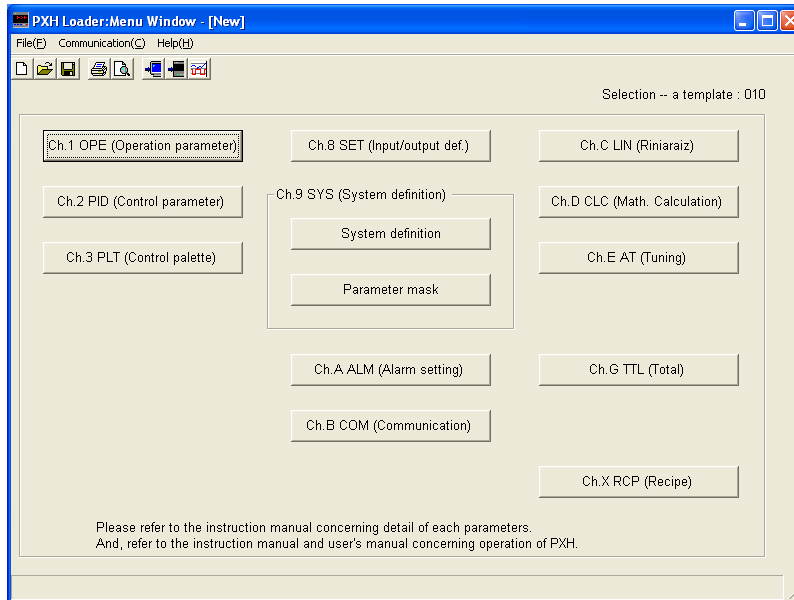 PXH Loader:Menu Window - [New]
File(F) Communication(C) Help(H)
Selection -- a template : 010
Ch.1 OPE (Operation parameter)
Ch.8 SET (Input/output def.)
Ch.C LIN (Riniaraiz)
Ch.2 PID (Control parameter)
Ch.9 SYS (System definition)
Ch.D CLC (Math. Calculation)
System definition
Ch.3 PLT (Control palette)
Ch.E AT (Tuning)
Parameter mask
Ch.A ALM (Alarm setting)
Ch.G TTL (Total)
Ch.B COM (Communication)
Ch.X RCP (Recipe)
Please refer to the instruction manual concerning detail of each parameters.
And, refer to the instruction manual and user's manual concerning operation of PXH.